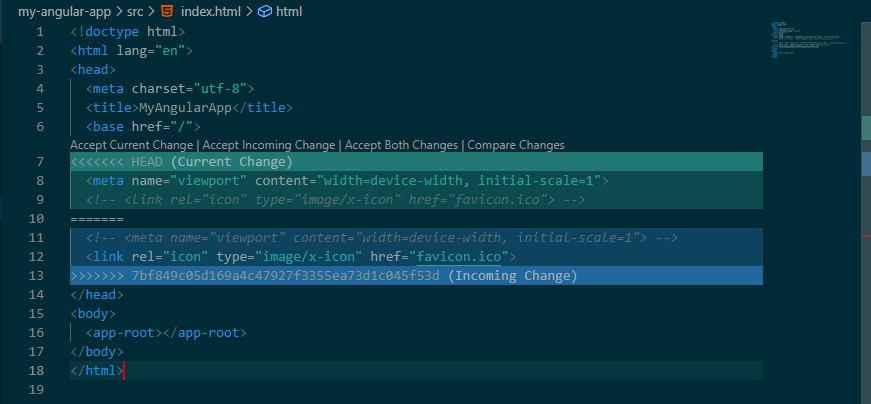 my-angular-app > src > index.html > html
1 <!doctype html>
2 <html lang="en">
3 <head>
4 <meta charset="utf-8">
5 <title>MyAngularApp</title>
6 <base href="/">
Accept Current Change | Accept Incoming Change | Accept Both Changes | Compare Changes
7 <<<<<<< HEAD (Current Change)
8 <meta name="viewport" content="width=device-width, initial-scale=1">
9 <!-- <link rel="icon" type="image/x-icon" href="favicon.ico"> -->
10 =======
11 <!-- <meta name="viewport" content="width=device-width, initial-scale=1"> -->
12 <link rel="icon" type="image/x-icon" href="favicon.ico">
13 >>>>>>> 7bf849c05d169a4c47927f3355ea73d1c045f53d (Incoming Change)
14 </head>
15 <body>
16 <app-root></app-root>
17 </body>
18 </html>
19